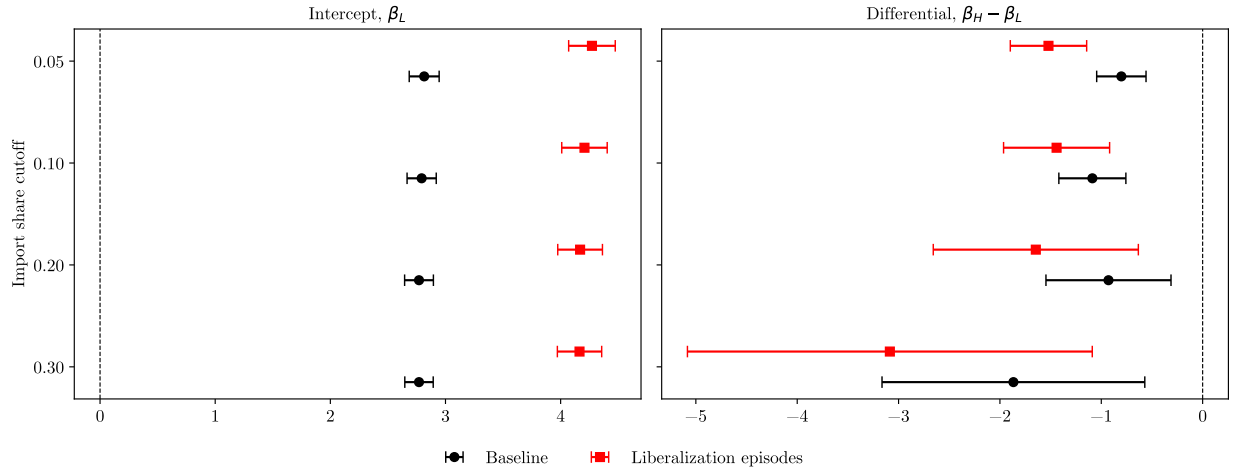 Intercept, β_L
Differential, β_H − β_L
Import share cutoff
0.05
0.10
0.20
0.30
0 1 2 3 4
−5 −4 −3 −2 −1 0
Baseline Liberalization episodes